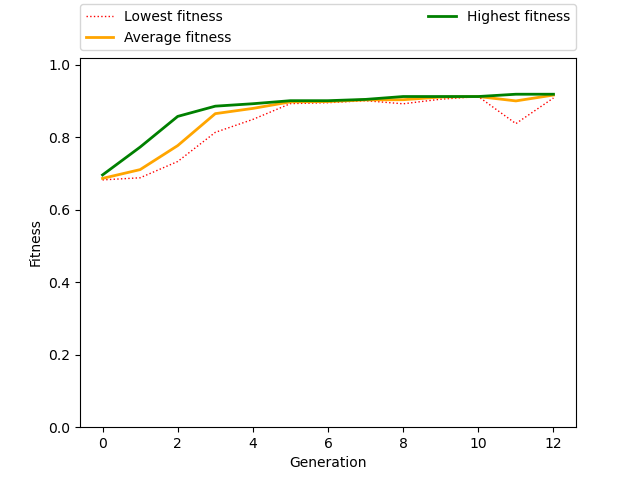 Lowest fitness
Average fitness
Highest fitness
1.0
0.8
0.6
0.4
0.2
0.0
Fitness
0 2 4 6 8 10 12
Generation